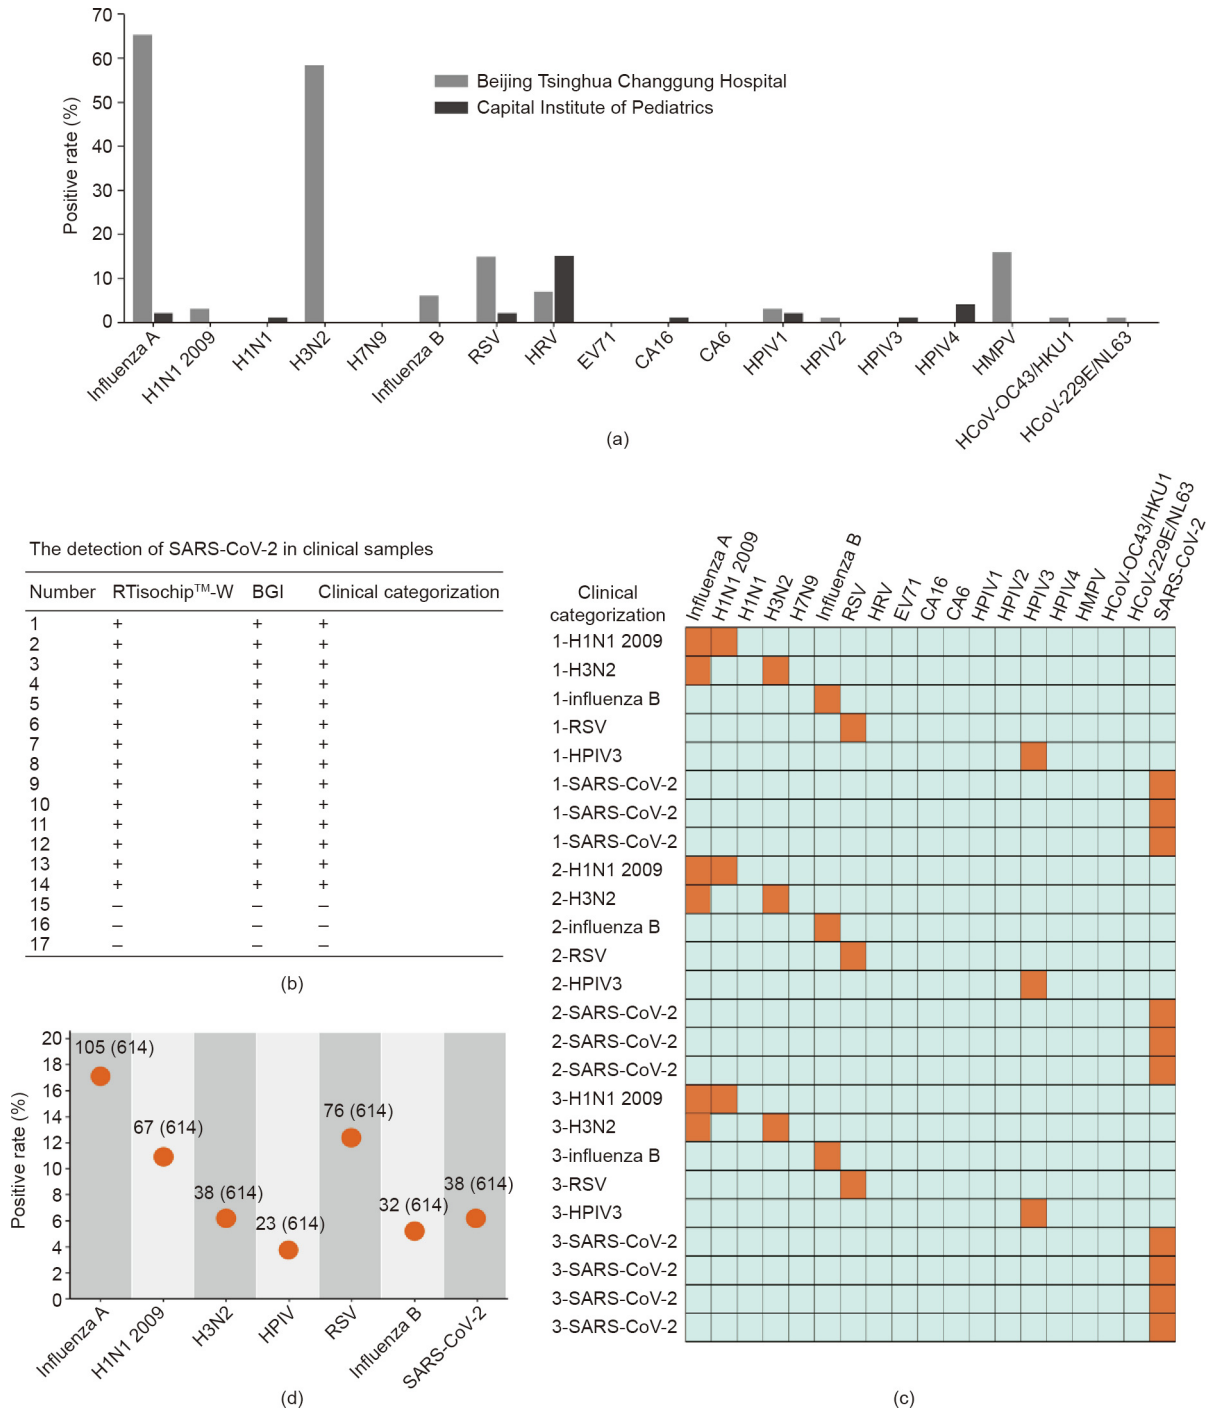 70
60
50
40
30
20
10
0
Positive rate (%)
Beijing Tsinghua Changgung Hospital
Capital Institute of Pediatrics
Influenza A
H1N1 2009
H1N1
H3N2
H7N9
Influenza B
RSV
HRV
EV71
CA16
CA6
HPIV1
HPIV2
HPIV3
HPIV4
HMPV
HCoV-OC43/HKU1
HCoV-229E/NL63
(a)
The detection of SARS-CoV-2 in clinical samples
Number RTisochip™-W BGI Clinical categorization
1 + + +
2 + + +
3 + + +
4 + + +
5 + + +
6 + + +
7 + + +
8 + + +
9 + + +
10 + + +
11 + + +
12 + + +
13 + + +
14 + + +
15 – – –
16 – – –
17 – – –
(b)
Clinical
categorization
Influenza A
H1N1 2009
H1N1
H3N2
H7N9
Influenza B
RSV
HRV
EV71
CA16
CA6
HPIV1
HPIV2
HPIV3
HPIV4
HMPV
HCoV-OC43/HKU1
HCoV-229E/NL63
SARS-CoV-2
1-H1N1 2009
1-H3N2
1-influenza B
1-RSV
1-HPIV3
1-SARS-CoV-2
1-SARS-CoV-2
1-SARS-CoV-2
2-H1N1 2009
2-H3N2
2-influenza B
2-RSV
2-HPIV3
2-SARS-CoV-2
2-SARS-CoV-2
2-SARS-CoV-2
3-H1N1 2009
3-H3N2
3-influenza B
3-RSV
3-HPIV3
3-SARS-CoV-2
3-SARS-CoV-2
3-SARS-CoV-2
3-SARS-CoV-2
(c)
20
18
16
14
12
10
8
6
4
2
0
Positive rate (%)
105 (614)
67 (614)
38 (614)
23 (614)
76 (614)
32 (614)
38 (614)
Influenza A
H1N1 2009
H3N2
HPIV
RSV
Influenza B
SARS-CoV-2
(d)